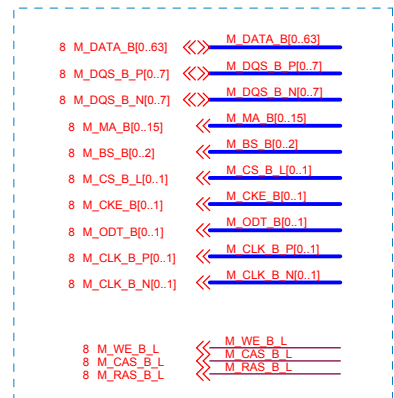 8 M_DATA_B[0..63] M_DATA_B[0..63]
8 M_DQS_B_P[0..7] M_DQS_B_P[0..7]
8 M_DQS_B_N[0..7] M_DQS_B_N[0..7]
8 M_MA_B[0..15] M_MA_B[0..15]
8 M_BS_B[0..2] M_BS_B[0..2]
8 M_CS_B_L[0..1] M_CS_B_L[0..1]
8 M_CKE_B[0..1] M_CKE_B[0..1]
8 M_ODT_B[0..1] M_ODT_B[0..1]
8 M_CLK_B_P[0..1] M_CLK_B_P[0..1]
8 M_CLK_B_N[0..1] M_CLK_B_N[0..1]
8 M_WE_B_L M_WE_B_L
8 M_CAS_B_L M_CAS_B_L
8 M_RAS_B_L M_RAS_B_L